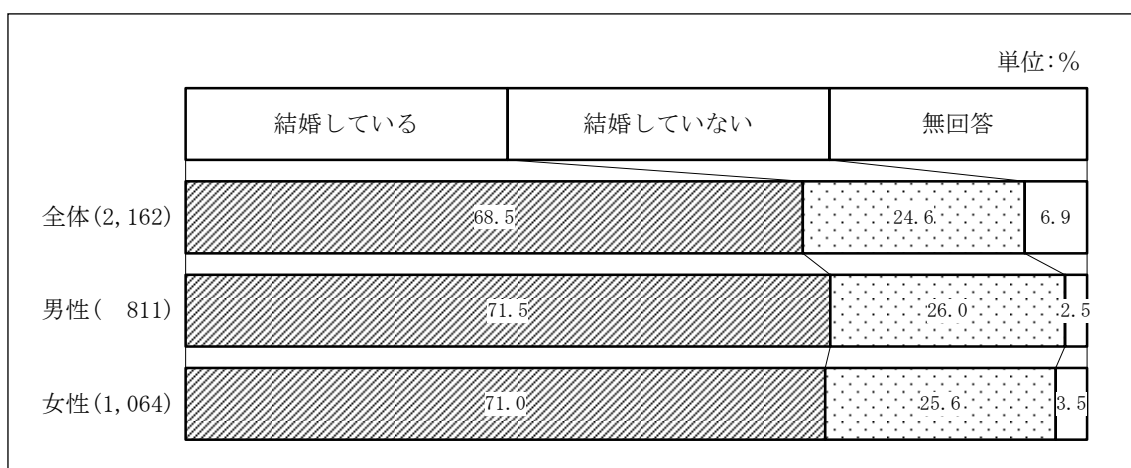 単位:%
結婚している 結婚していない 無回答
全体(2,162) 68.5 24.6 6.9
男性( 811) 71.5 26.0 2.5
女性(1,064) 71.0 25.6 3.5